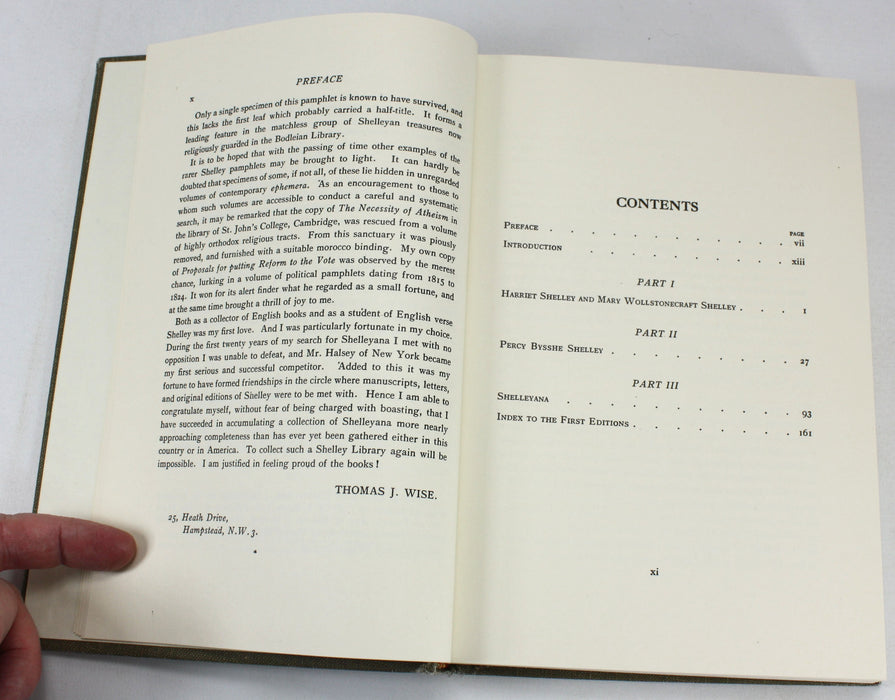 PREFACE
x
Only a single specimen of this pamphlet is known to have survived, and
this lacks the first leaf which probably carried a half-title. It forms a
leading feature in the matchless group of Shelleyan treasures now
religiously guarded in the Bodleian Library.
It is to be hoped that with the passing of time other examples of the
rarer Shelley pamphlets may be brought to light. It can hardly be
doubted that specimens of some, if not all, of these lie hidden in unregarded
volumes of contemporary ephemera. As an encouragement to those to
whom such volumes are accessible to conduct a careful and systematic
search, it may be remarked that the copy of The Necessity of Atheism in
the library of St. John's College, Cambridge, was rescued from a volume
of highly orthodox religious tracts. From this sanctuary it was piously
removed, and furnished with a suitable morocco binding. My own copy
of Proposals for putting Reform to the Vote was observed by the merest
chance, lurking in a volume of political pamphlets dating from 1815 to
1824. It won for its alert finder what he regarded as a small fortune, and
at the same time brought a thrill of joy to me.
Both as a collector of English books and as a student of English verse
Shelley was my first love. And I was particularly fortunate in my choice.
During the first twenty years of my search for Shelleyana I met with no
opposition I was unable to defeat, and Mr. Halsey of New York became
my first serious and successful competitor. Added to this it was my
fortune to have formed friendships in the circle where manuscripts, letters,
and original editions of Shelley were to be met with. Hence I am able to
congratulate myself, without fear of being charged with boasting, that I
have succeeded in accumulating a collection of Shelleyana more nearly
approaching completeness than has ever yet been gathered either in this
country or in America. To collect such a Shelley Library again will be
impossible. I am justified in feeling proud of the books!
THOMAS J. WISE.
25, Heath Drive,
Hampstead, N.W.3.
CONTENTS
PAGE
PREFACE . . . . . . . . . . . . vii
INTRODUCTION . . . . . . . . . . xiii
PART I
HARRIET SHELLEY AND MARY WOLLSTONECRAFT SHELLEY . . . 1
PART II
PERCY BYSSHE SHELLEY . . . . . . . . . 27
PART III
SHELLEYANA . . . . . . . . . . . 93
INDEX TO THE FIRST EDITIONS . . . . . . . . 161
xi